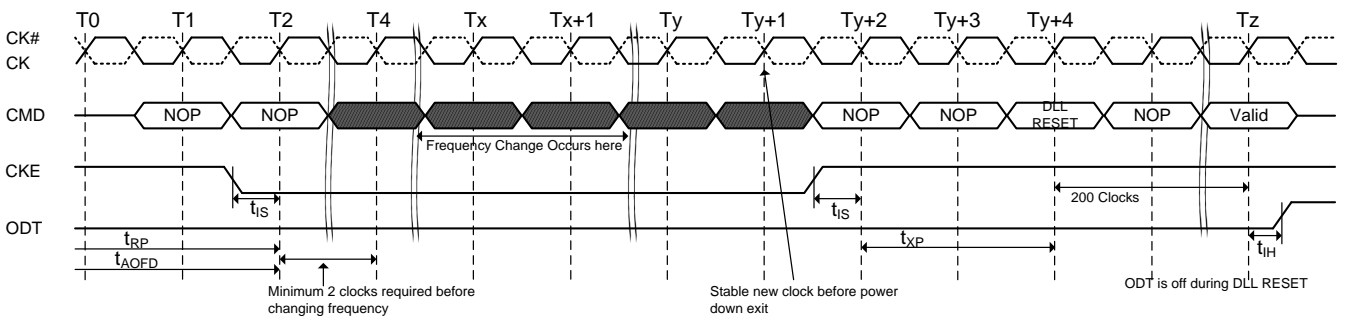 T0 T1 T2 T4 Tx Tx+1 Ty Ty+1 Ty+2 Ty+3 Ty+4 Tz
CK#
CK
CMD NOP NOP NOP NOP DLL RESET NOP Valid
Frequency Change Occurs here
CKE
tIS tIS 200 Clocks
ODT
tRP tXP tIH
tAOFD
Minimum 2 clocks required before
changing frequency
Stable new clock before power
down exit
ODT is off during DLL RESET